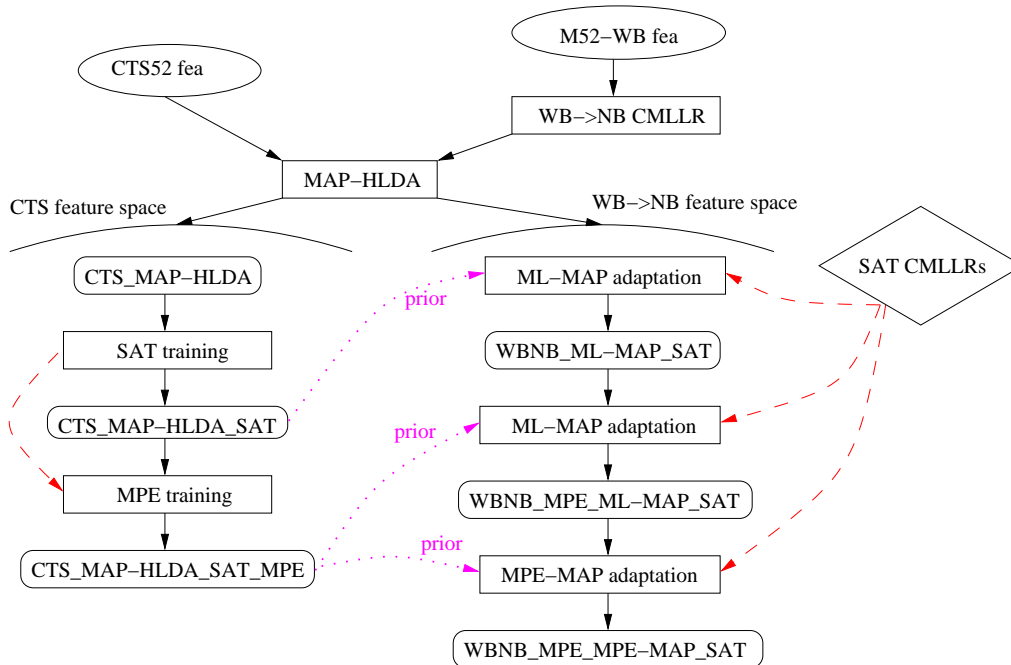 M52−WB fea
CTS52 fea
WB−>NB CMLLR
MAP−HLDA
CTS feature space
WB−>NB feature space
CTS_MAP−HLDA
prior
ML−MAP adaptation
SAT CMLLRs
SAT training
WBNB_ML−MAP_SAT
CTS_MAP−HLDA_SAT
prior
ML−MAP adaptation
MPE training
WBNB_MPE_ML−MAP_SAT
prior
CTS_MAP−HLDA_SAT_MPE
MPE−MAP adaptation
WBNB_MPE_MPE−MAP_SAT